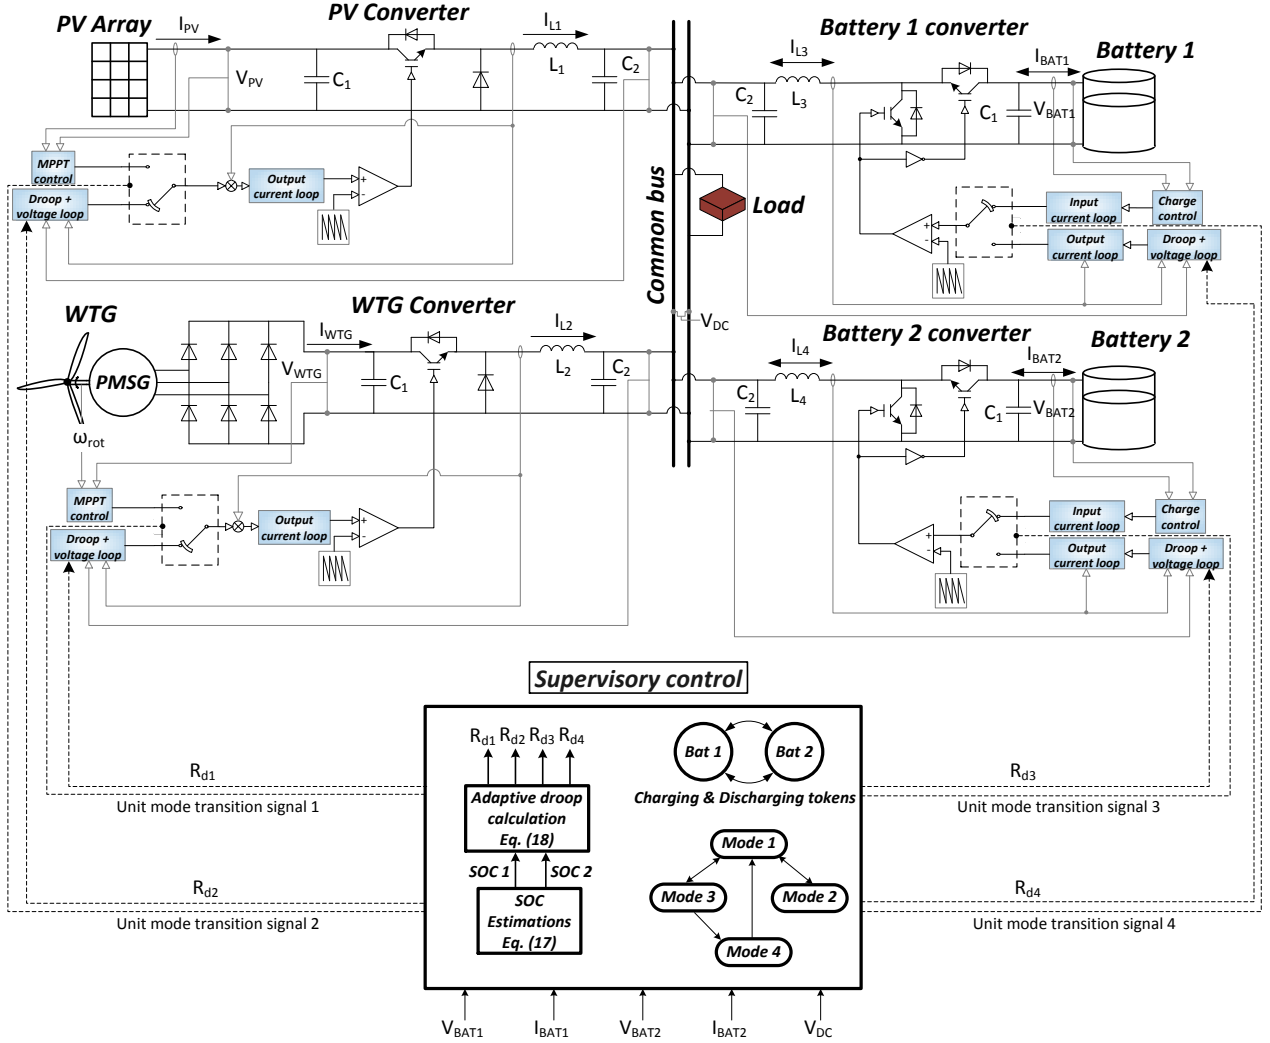 PV Array
I_PV
PV Converter
I_L1
V_PV
C_1
L_1
C_2
MPPT
control
Droop +
voltage loop
Output
current loop
+
-
Common bus
Load
V_DC
Battery 1 converter
I_L3
I_BAT1
Battery 1
C_2
L_3
C_1
V_BAT1
Input
current loop
Charge
control
+
-
Output
current loop
Droop +
voltage loop
WTG
WTG Converter
I_WTG
I_L2
PMSG
V_WTG
C_1
L_2
C_2
ω_rot
MPPT
control
Droop +
voltage loop
Output
current loop
+
-
Battery 2 converter
I_L4
I_BAT2
Battery 2
C_2
L_4
C_1
V_BAT2
Input
current loop
Charge
control
+
-
Output
current loop
Droop +
voltage loop
Supervisory control
R_d1 R_d2 R_d3 R_d4
Adaptive droop
calculation
Eq. (18)
SOC 1 SOC 2
SOC
Estimations
Eq. (17)
Bat 1 Bat 2
Charging & Discharging tokens
Mode 1
Mode 3 Mode 2
Mode 4
R_d1
Unit mode transition signal 1
R_d2
Unit mode transition signal 2
R_d3
Unit mode transition signal 3
R_d4
Unit mode transition signal 4
V_BAT1 I_BAT1 V_BAT2 I_BAT2 V_DC